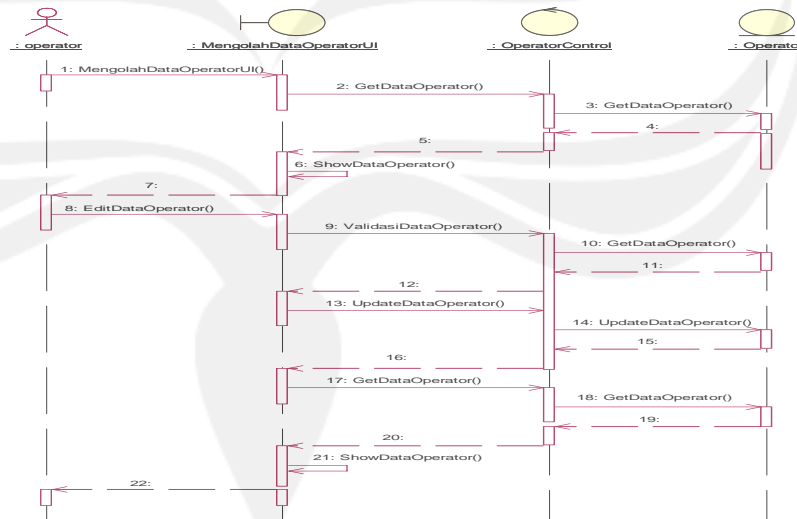 : operator
: MengolahDataOperatorUI
: OperatorControl
: Operato
1: MengolahDataOperatorUI()
2: GetDataOperator()
3: GetDataOperator()
4:
5:
6: ShowDataOperator()
7:
8: EditDataOperator()
9: ValidasiDataOperator()
10: GetDataOperator()
11:
12:
13: UpdateDataOperator()
14: UpdateDataOperator()
15:
16:
17: GetDataOperator()
18: GetDataOperator()
19:
20:
21: ShowDataOperator()
22: